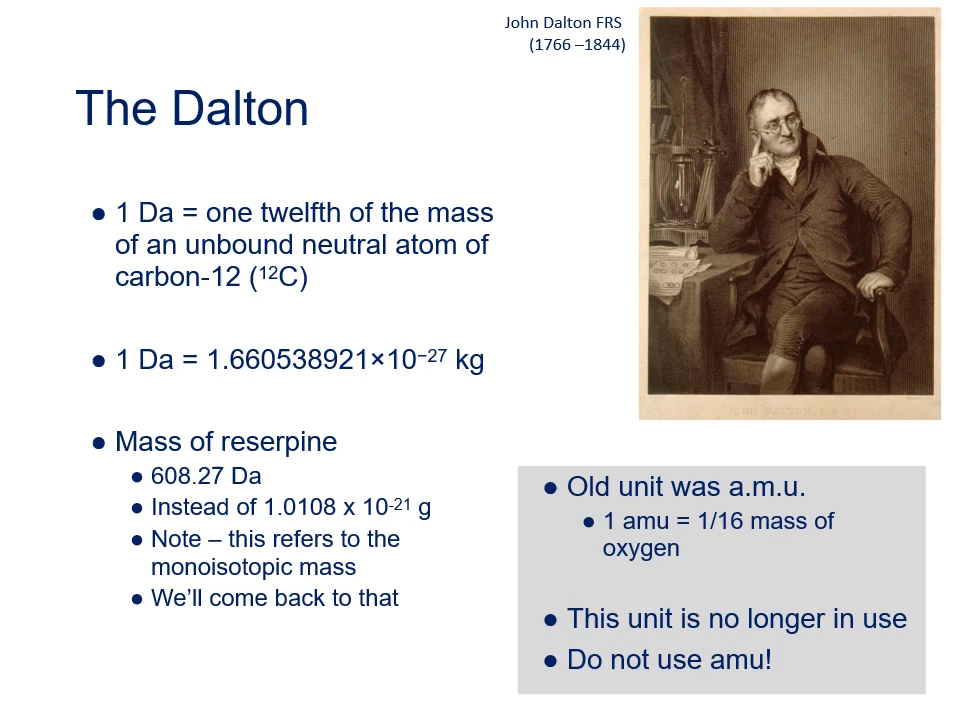 John Dalton FRS
(1766 –1844)
The Dalton
● 1 Da = one twelfth of the mass
of an unbound neutral atom of
carbon-12 (¹²C)
● 1 Da = 1.660538921×10⁻²⁷ kg
● Mass of reserpine
● 608.27 Da
● Instead of 1.0108 x 10⁻²¹ g
● Note – this refers to the
monoisotopic mass
● We’ll come back to that
● Old unit was a.m.u.
● 1 amu = 1/16 mass of
oxygen
● This unit is no longer in use
● Do not use amu!